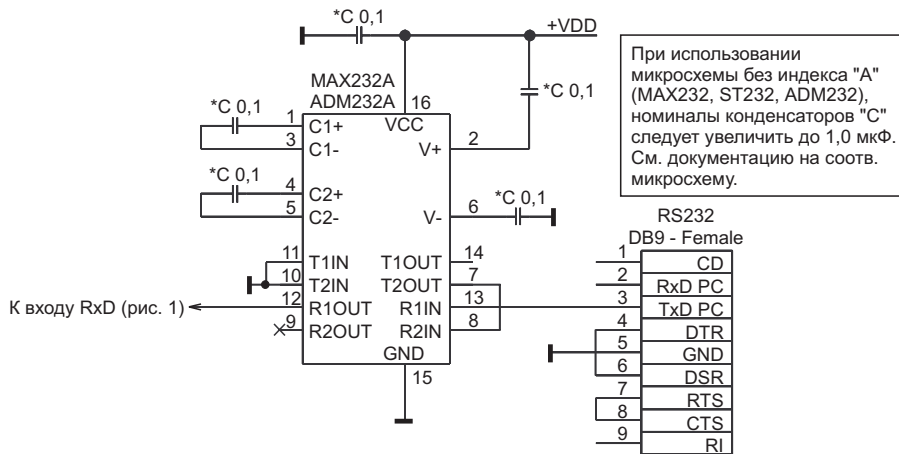 *C 0,1
+VDD
При использовании
микросхемы без индекса "A"
(MAX232, ST232, ADM232),
номиналы конденсаторов "C"
следует увеличить до 1,0 мкФ.
См. документацию на соотв.
микросхему.
MAX232A
ADM232A
*C 0,1
*C 0,1
1
C1+
16
VCC
3
C1-
V+
2
*C 0,1
4
C2+
5
C2-
V-
6
*C 0,1
RS232
DB9 - Female
11
T1IN
T1OUT
14
10
T2IN
T2OUT
7
К входу RxD (рис. 1)
12
R1OUT
R1IN
13
9
R2OUT
R2IN
8
GND
15
1
CD
2
RxD PC
3
TxD PC
4
DTR
5
GND
6
DSR
7
RTS
8
CTS
9
RI